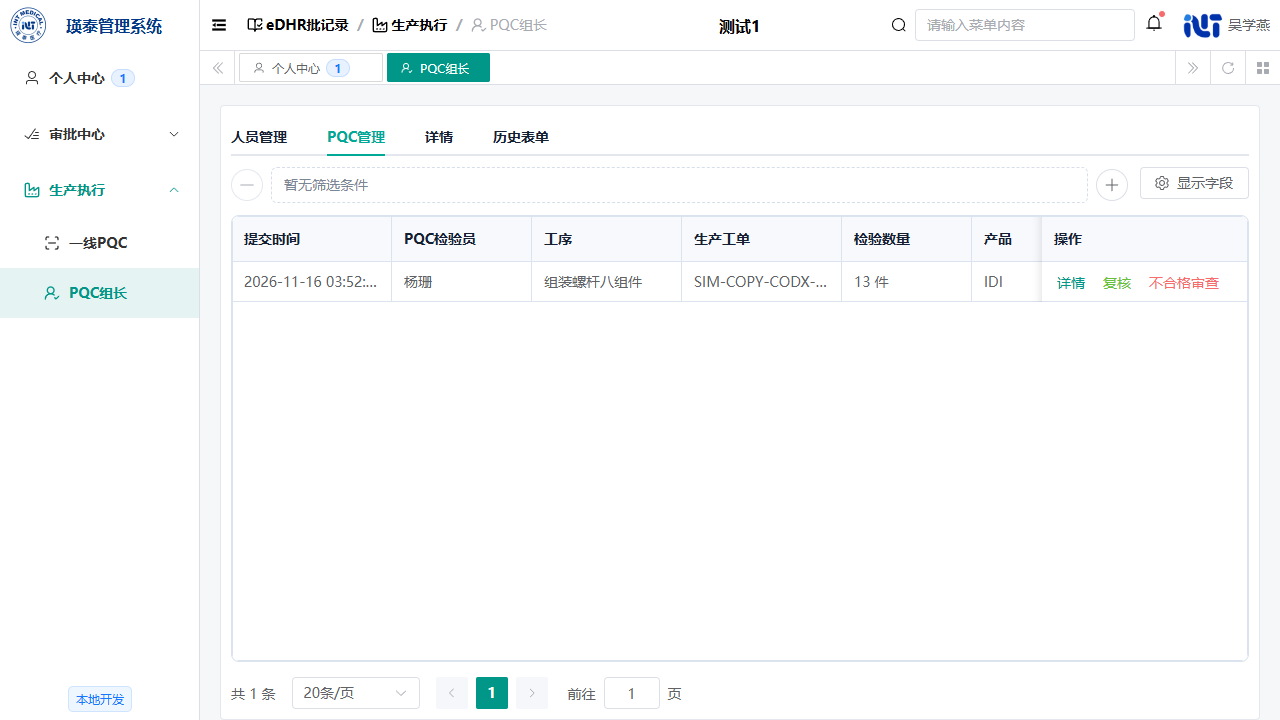 瑛泰管理系统
eDHR批记录 / 生产执行 / PQC组长
测试1
请输入菜单内容
吴学燕
个人中心 1
审批中心
生产执行
一线PQC
PQC组长
本地开发
个人中心 1
PQC组长
人员管理 PQC管理 详情 历史表单
暂无筛选条件
显示字段
提交时间 PQC检验员 工序 生产工单 检验数量 产品 操作
2026-11-16 03:52:... 杨珊 组装螺杆八组件 SIM-COPY-CODX-... 13 件 IDI 详情 复核 不合格审查
共 1 条 20条/页 1 前往 1 页